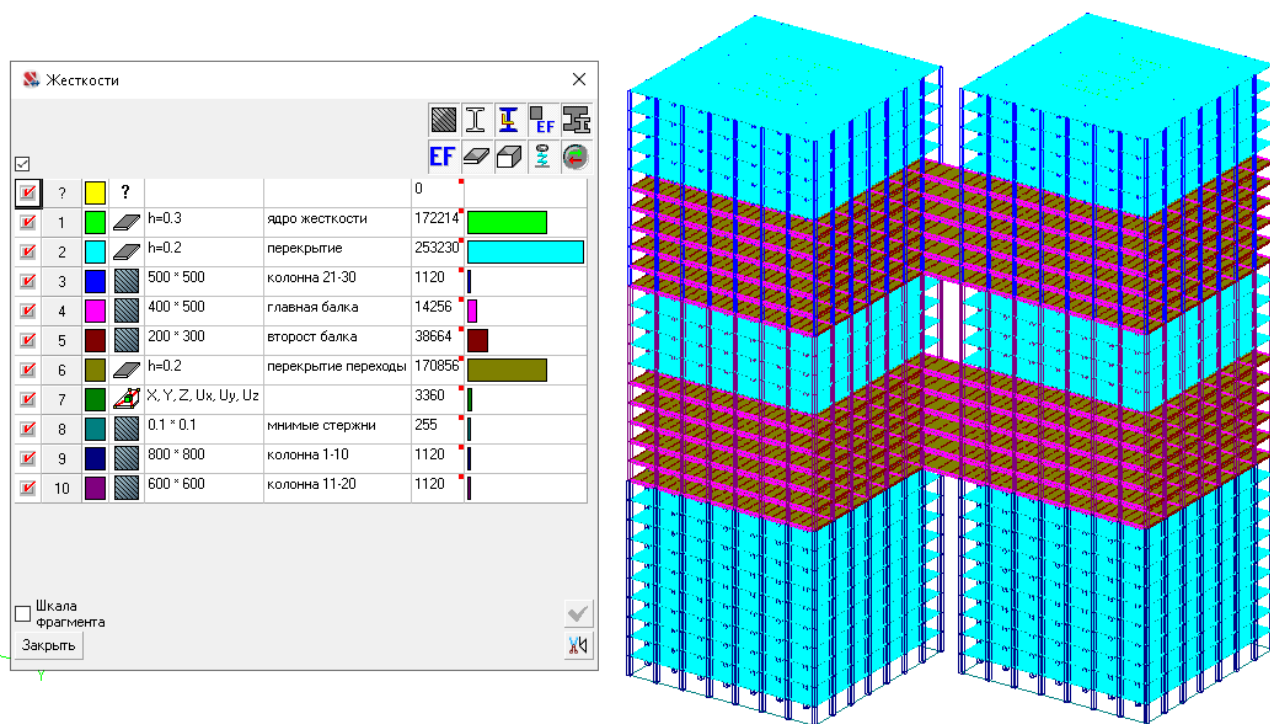 Жесткости
EF
EF
? ? 0
1 h=0.3 ядро жесткости 172214
2 h=0.2 перекрытие 253230
3 500 * 500 колонна 21-30 1120
4 400 * 500 главная балка 14256
5 200 * 300 второст балка 38664
6 h=0.2 перекрытие переходы 170856
7 X, Y, Z, Ux, Uy, Uz 3360
8 0.1 * 0.1 мнимые стержни 255
9 800 * 800 колонна 1-10 1120
10 600 * 600 колонна 11-20 1120
Шкала
фрагмента
Закрыть
Y